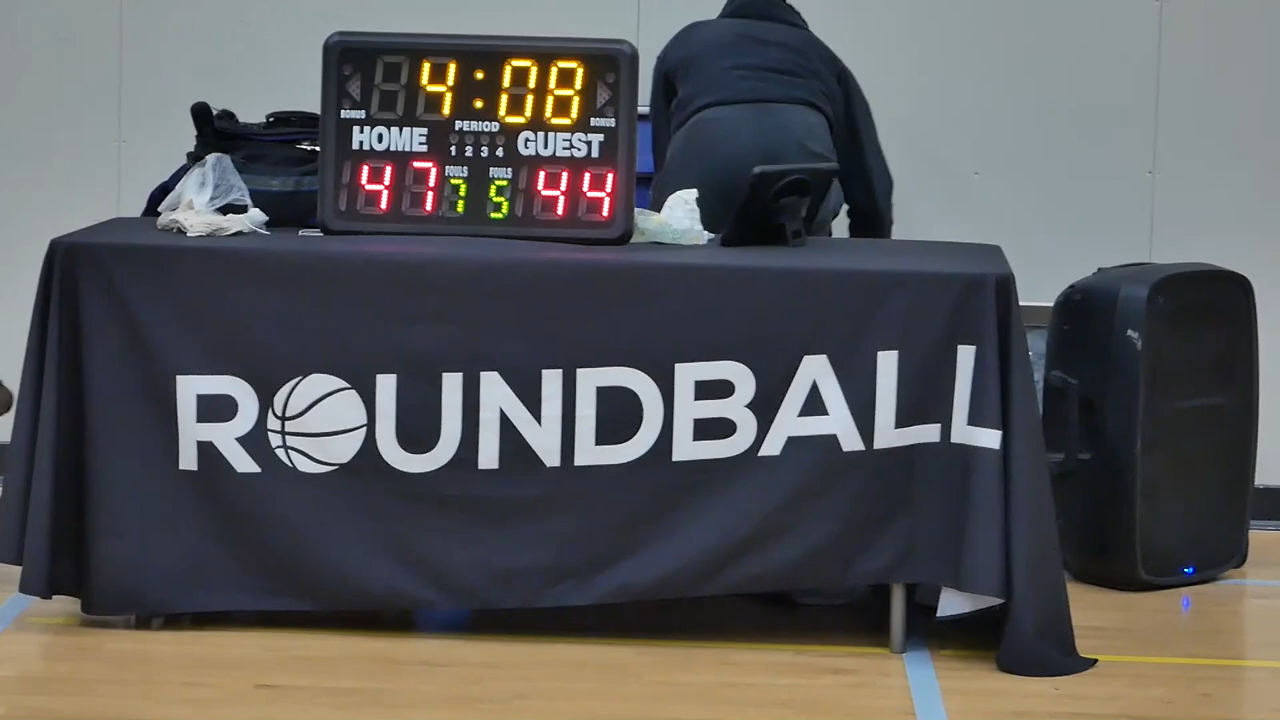 4:08
BONUS PERIOD BONUS
HOME 1 2 3 4 GUEST
FOULS FOULS
47 7 5 44
ROUNDBALL